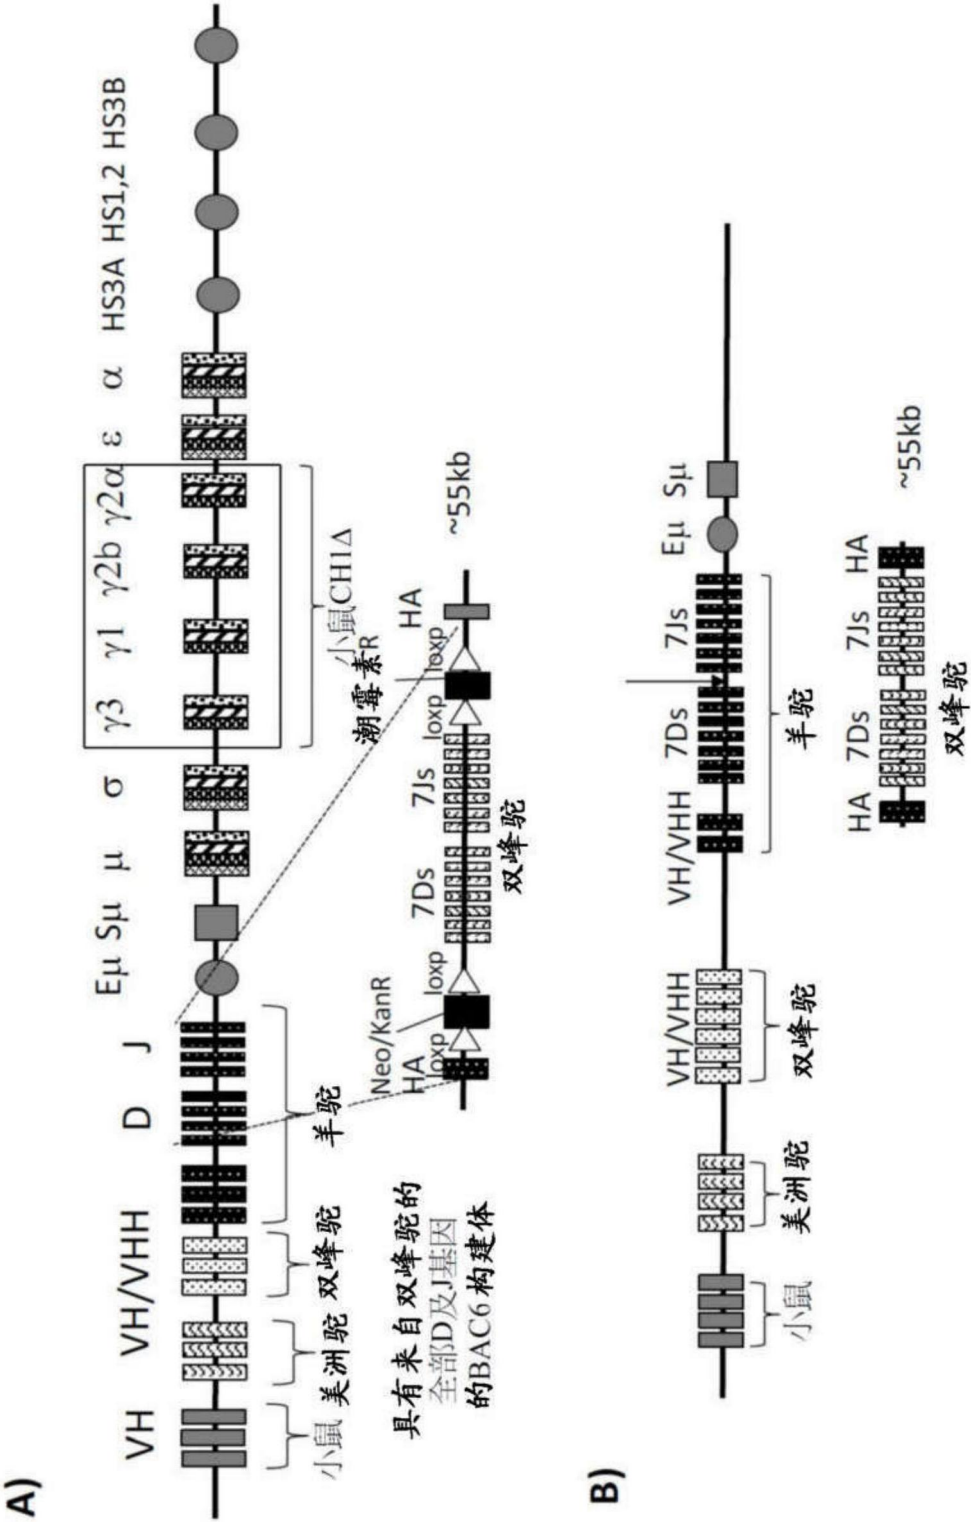 A)
VH VH/VHH D J Eμ Sμ μ σ γ3 γ1 γ2b γ2α ε α HS3A HS1,2 HS3B
小鼠 美洲驼 双峰驼 羊驼 小鼠CH1Δ
具有来自双峰驼的
全部D及J基因
的BAC6构建体
Neo/KanR 潮霉素R
HA loxp loxp 7Ds 7Js loxp loxp HA ~55kb
双峰驼
B)
VH/VHH VH/VHH 7Ds 7Js Eμ Sμ
小鼠 美洲驼 双峰驼 羊驼
HA 7Ds 7Js HA ~55kb
双峰驼